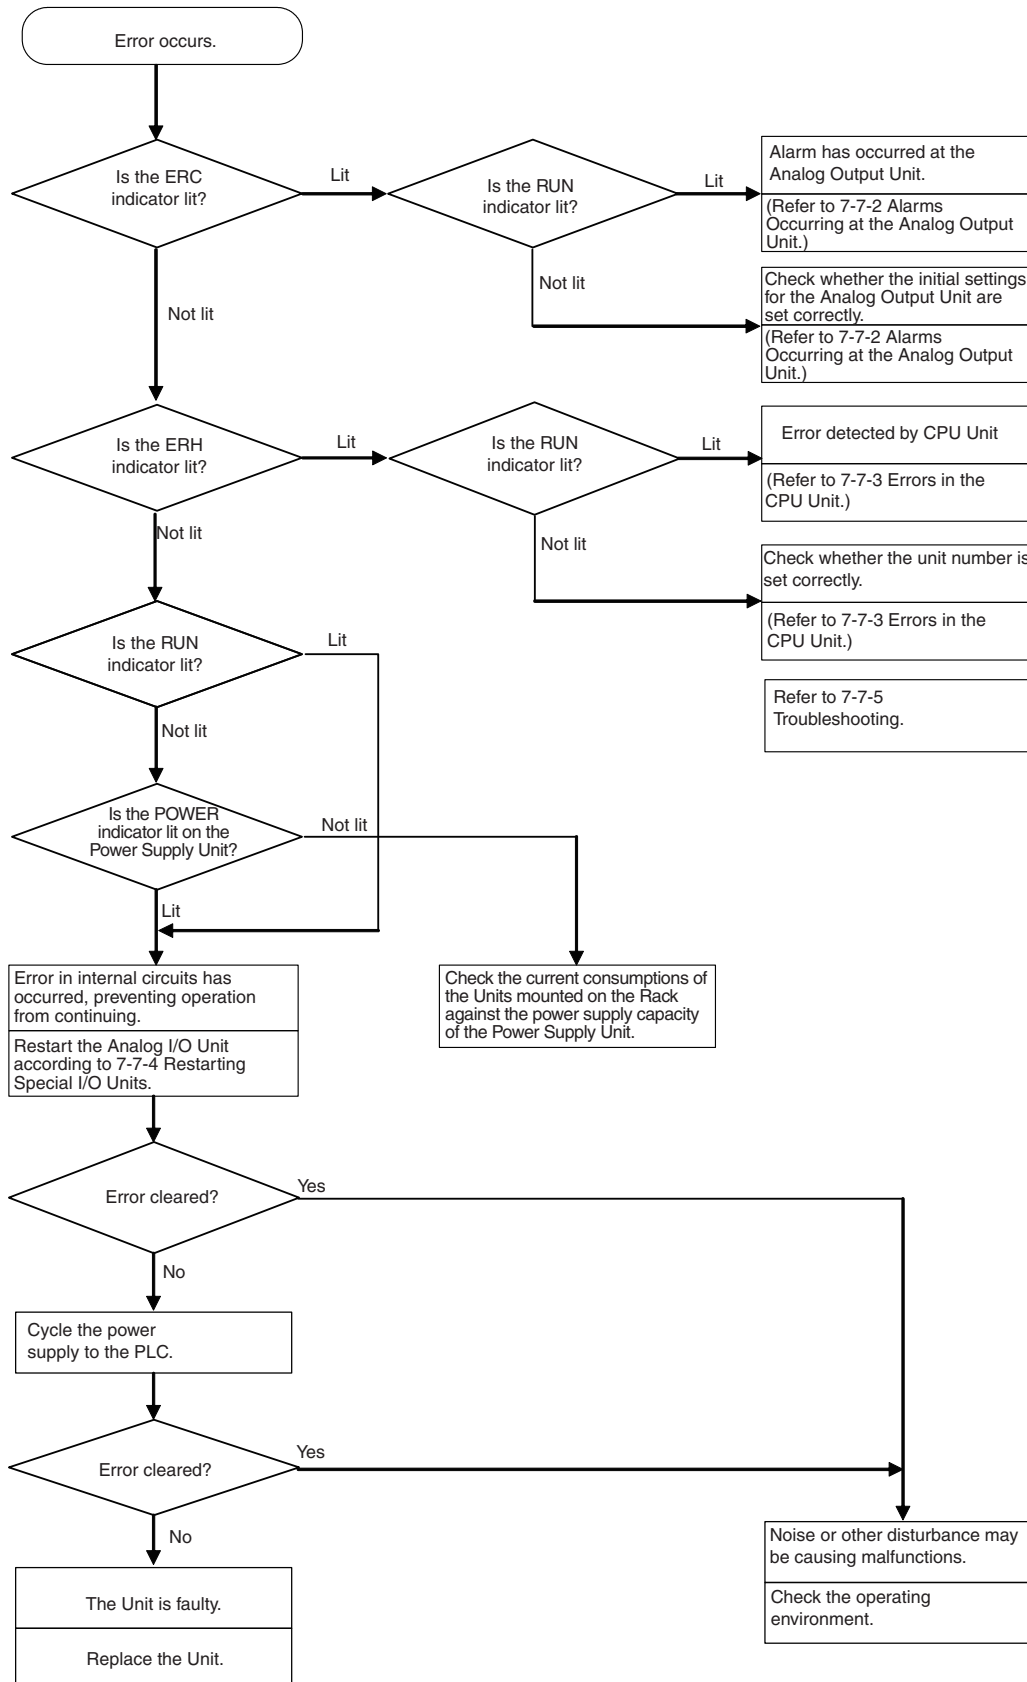 Error occurs.
Is the ERC
indicator lit?
Lit
Is the RUN
indicator lit?
Lit
Alarm has occurred at the
Analog Output Unit.
(Refer to 7-7-2 Alarms
Occurring at the Analog Output
Unit.)
Not lit
Not lit
Check whether the initial settings
for the Analog Output Unit are
set correctly.
(Refer to 7-7-2 Alarms
Occurring at the Analog Output
Unit.)
Is the ERH
indicator lit?
Lit
Is the RUN
indicator lit?
Lit
Error detected by CPU Unit
(Refer to 7-7-3 Errors in the
CPU Unit.)
Not lit
Not lit
Check whether the unit number is
set correctly.
(Refer to 7-7-3 Errors in the
CPU Unit.)
Is the RUN
indicator lit?
Lit
Refer to 7-7-5
Troubleshooting.
Not lit
Is the POWER
indicator lit on the
Power Supply Unit?
Not lit
Lit
Error in internal circuits has
occurred, preventing operation
from continuing.
Restart the Analog I/O Unit
according to 7-7-4 Restarting
Special I/O Units.
Check the current consumptions of
the Units mounted on the Rack
against the power supply capacity
of the Power Supply Unit.
Error cleared?
Yes
No
Cycle the power
supply to the PLC.
Error cleared?
Yes
No
The Unit is faulty.
Replace the Unit.
Noise or other disturbance may
be causing malfunctions.
Check the operating
environment.